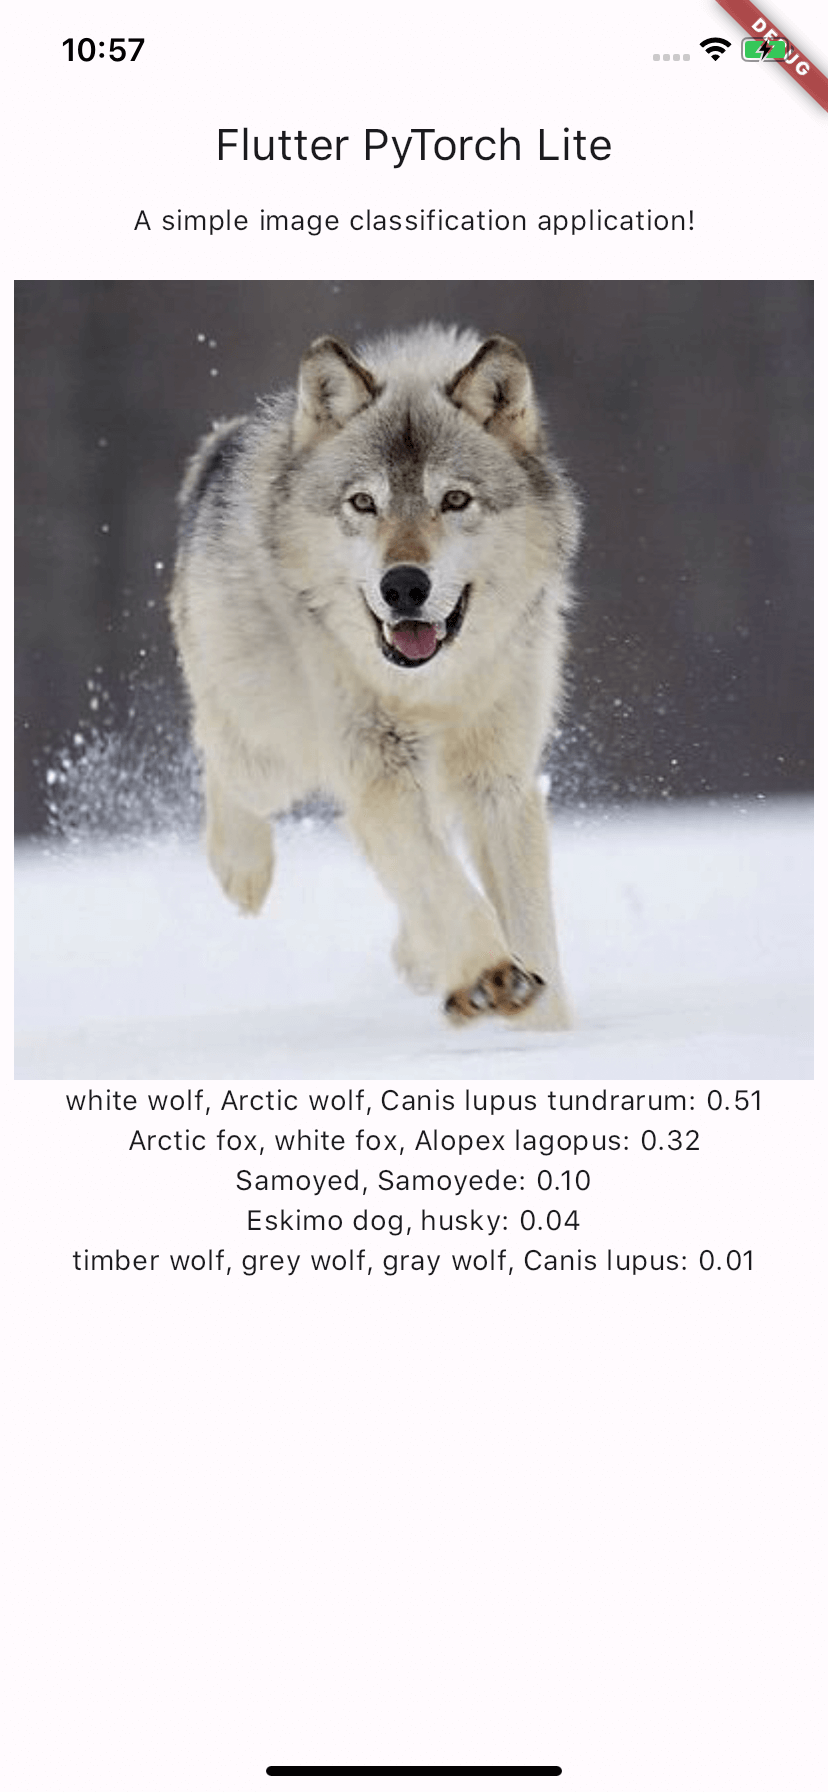 10:57
DEBUG
Flutter PyTorch Lite
A simple image classification application!
white wolf, Arctic wolf, Canis lupus tundrarum: 0.51
Arctic fox, white fox, Alopex lagopus: 0.32
Samoyed, Samoyede: 0.10
Eskimo dog, husky: 0.04
timber wolf, grey wolf, gray wolf, Canis lupus: 0.01